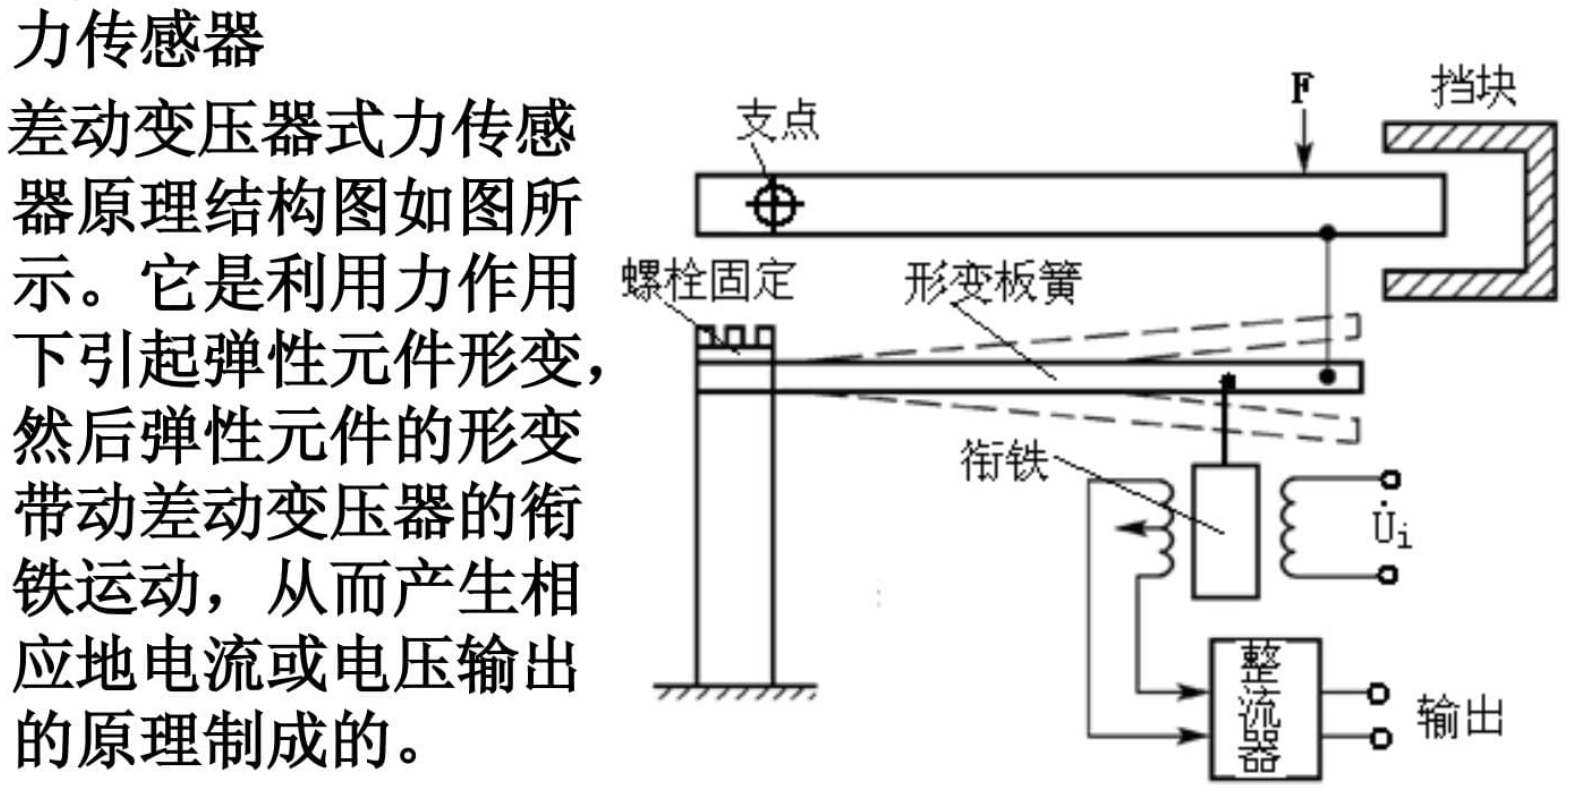 力传感器
差动变压器式力传感
器原理结构图如图所
示。它是利用力作用
下引起弹性元件形变，
然后弹性元件的形变
带动差动变压器的衔
铁运动，从而产生相
应地电流或电压输出
的原理制成的。
F
挡块
支点
螺栓固定
形变板簧
衔铁
U̇i
整流器
输出